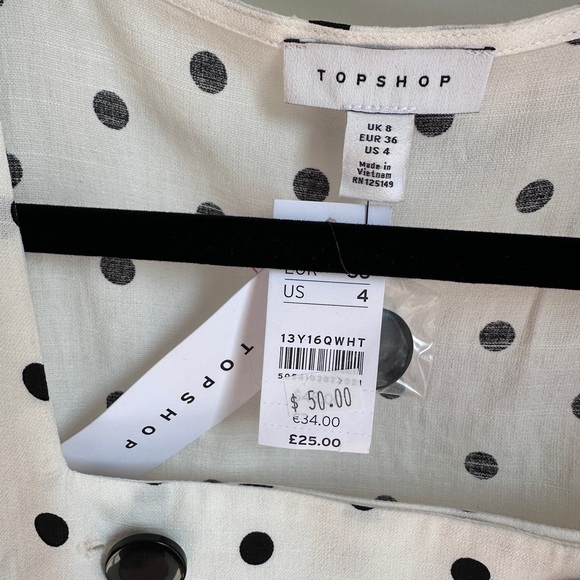 TOPSHOP
UK 8
EUR 36
US 4
Made in
Vietnam
RN 125149
US 4
13Y16QWHT
$ 50.00
€34.00
£25.00
TOPSHOP